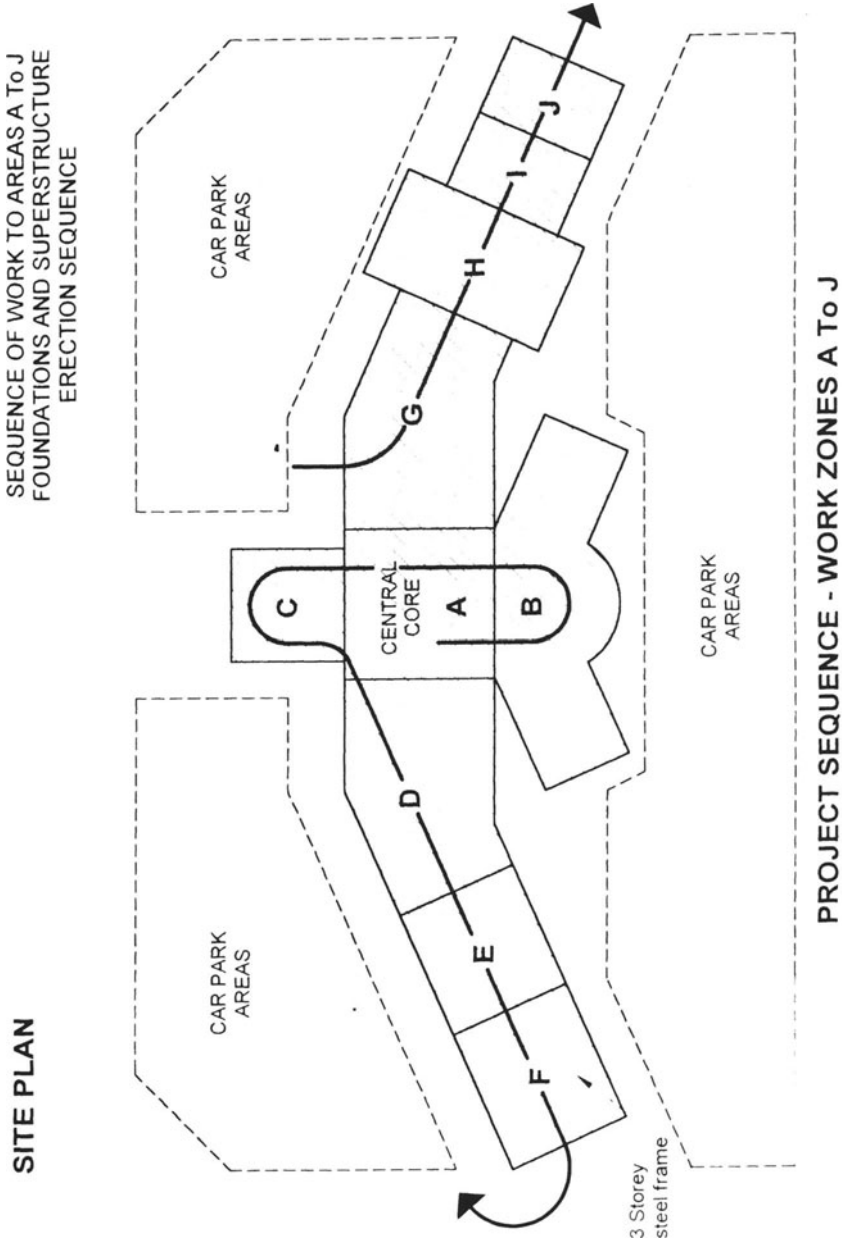 SITE PLAN
SEQUENCE OF WORK TO AREAS A To J
FOUNDATIONS AND SUPERSTRUCTURE
ERECTION SEQUENCE
CAR PARK
AREAS
CAR PARK
AREAS
C
CENTRAL
CORE
A
B
D
E
F
G
H
I
J
3 Storey
steel frame
CAR PARK
AREAS
PROJECT SEQUENCE - WORK ZONES A To J